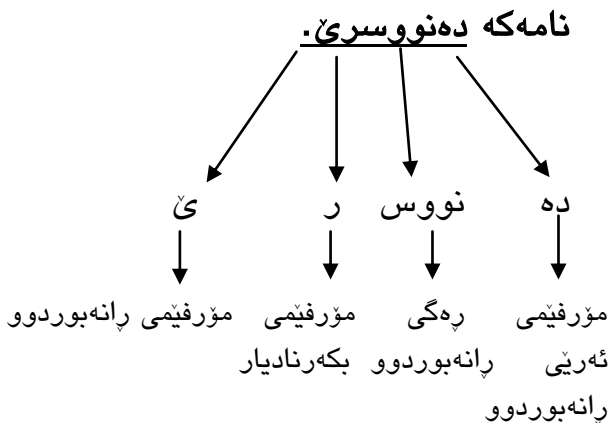 نامەکە دەنووسرێ.
دە نووس ر ێ
مۆرفێمی ڕەگی مۆرفێمی مۆرفێمی ڕانەبوردوو
ئەرێی ڕانەبوردوو بکەرنادیار
ڕانەبوردوو